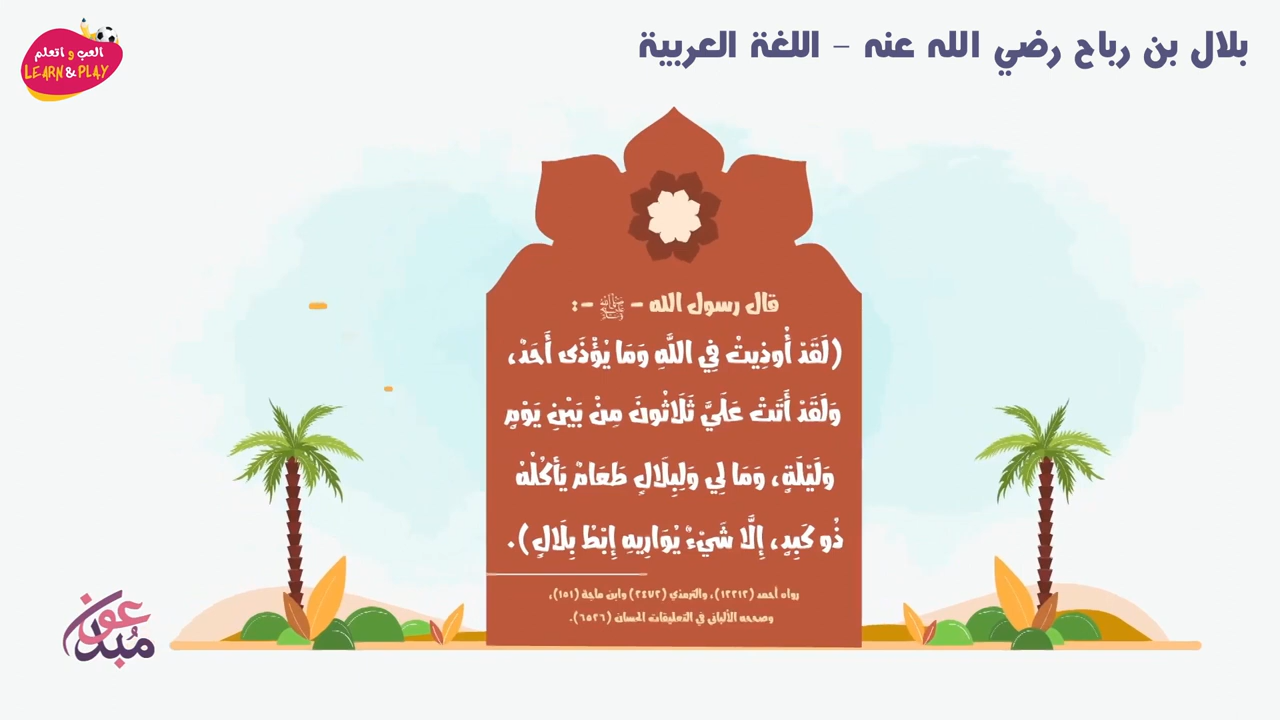 بلال بن رباح رضي الله عنه – اللغة العربية
العب و اتعلم
LEARN & PLAY
قال رسول الله – ﷺ –:
(لَقَدْ أُوذِيتُ فِي اللَّهِ وَمَا يُؤْذَى أَحَدٌ،
وَلَقَدْ أَتَتْ عَلَيَّ ثَلَاثُونَ مِنْ بَيْنِ يَوْمٍ
وَلَيْلَةٍ، وَمَا لِي وَلِبِلَالٍ طَعَامٌ يَأْكُلُهُ
ذُو كَبِدٍ، إِلَّا شَيْءٌ يُوَارِيهِ إِبْطُ بِلَالٍ).
رواه أحمد (١٢٢١٢)، والترمذي (٢٤٧٢) وابن ماجة (١٥١)،
وصححه الألباني في التعليقات الحسان (٦٥٢٦).
مبدعون